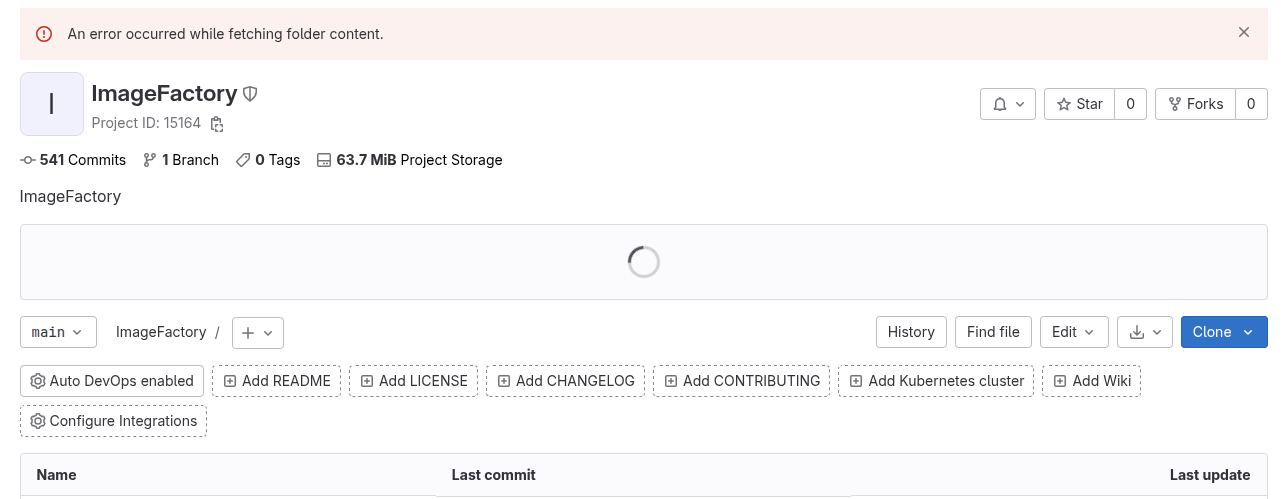 An error occurred while fetching folder content.
I
ImageFactory
Project ID: 15164
Star 0
Forks 0
541 Commits
1 Branch
0 Tags
63.7 MiB Project Storage
ImageFactory
main
ImageFactory /
History
Find file
Edit
Clone
Auto DevOps enabled
Add README
Add LICENSE
Add CHANGELOG
Add CONTRIBUTING
Add Kubernetes cluster
Add Wiki
Configure Integrations
Name
Last commit
Last update